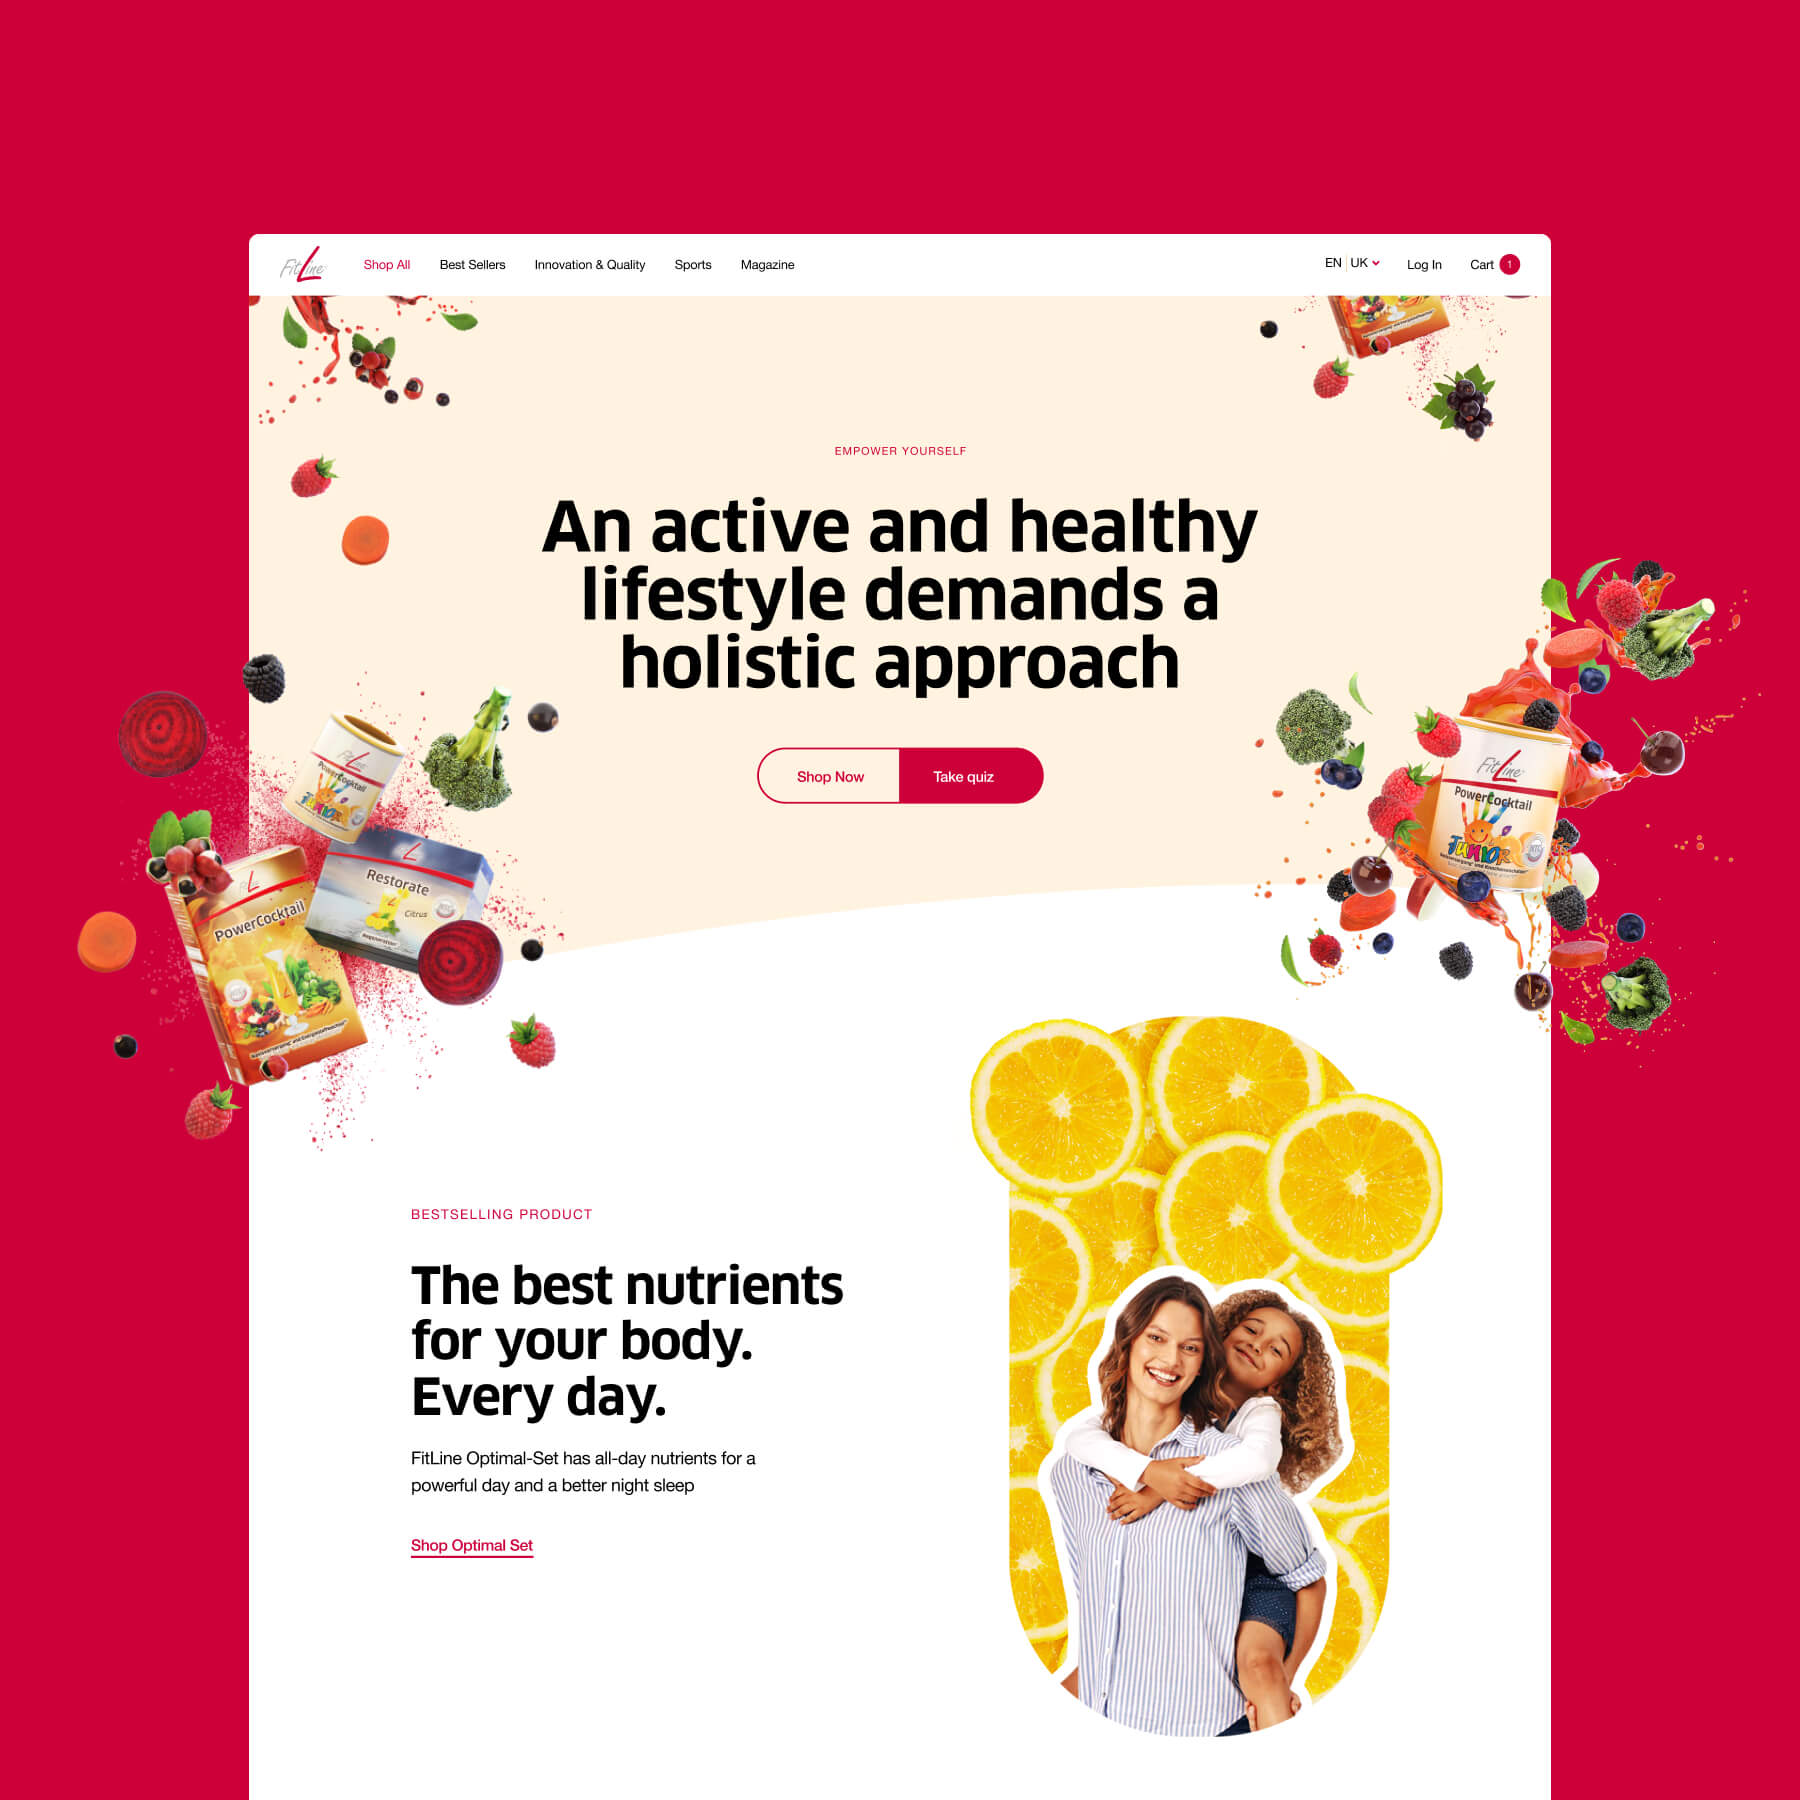 FitLine
Shop All
Best Sellers
Innovation & Quality
Sports
Magazine
EN
UK
Log In
Cart
1
EMPOWER YOURSELF
An active and healthy
lifestyle demands a
holistic approach
Shop Now
Take quiz
FitLine
PowerCocktail
JUNIOR
Restorate
Citrus
PowerCocktail
FitLine
PowerCocktail
JUNIOR
BESTSELLING PRODUCT
The best nutrients
for your body.
Every day.
FitLine Optimal-Set has all-day nutrients for a
powerful day and a better night sleep
Shop Optimal Set